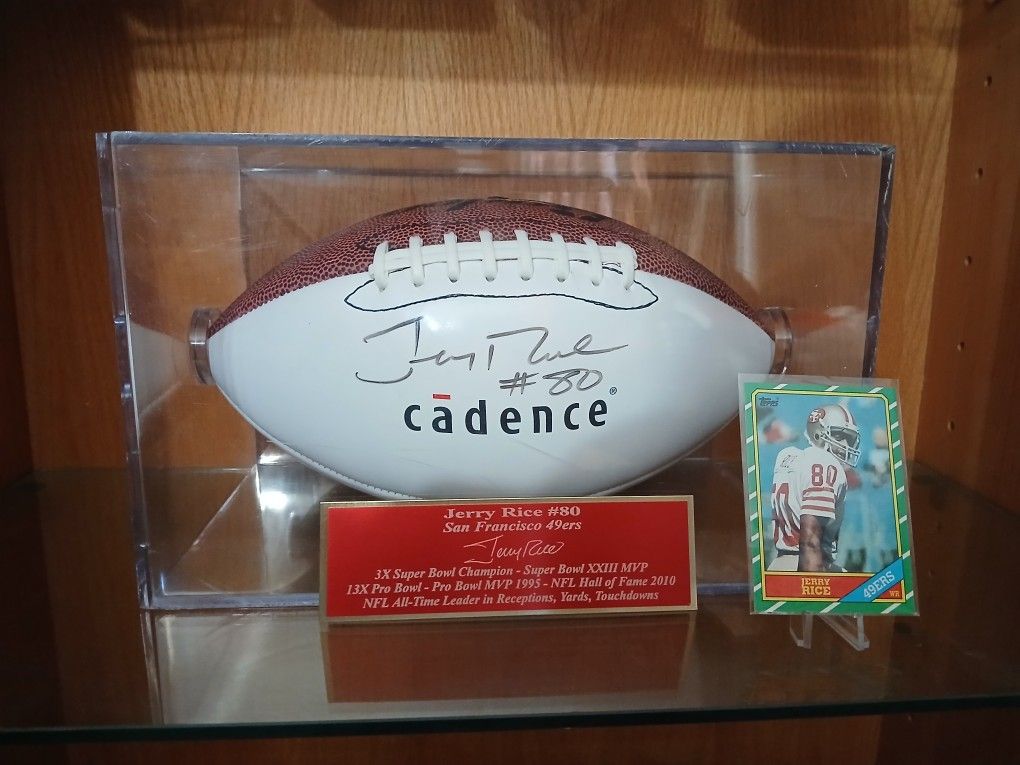 Jerry Rice
#80
cādence®
Jerry Rice #80
San Francisco 49ers
Jerry Rice
3X Super Bowl Champion - Super Bowl XXIII MVP
13X Pro Bowl - Pro Bowl MVP 1995 - NFL Hall of Fame 2010
NFL All-Time Leader in Receptions, Yards, Touchdowns
Topps
80
JERRY
RICE
49ERS
WR